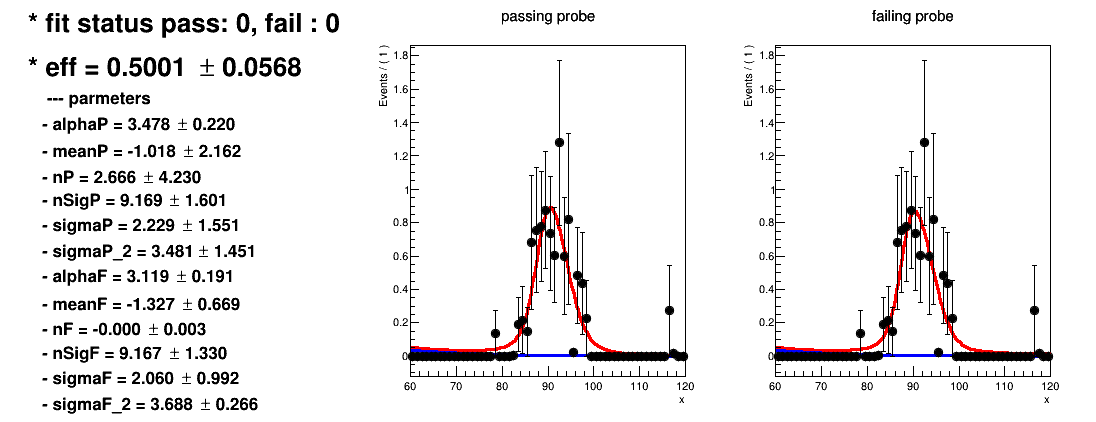 * fit status pass: 0, fail : 0
* eff = 0.5001 ± 0.0568
--- parmeters
- alphaP = 3.478 ± 0.220
- meanP = -1.018 ± 2.162
- nP = 2.666 ± 4.230
- nSigP = 9.169 ± 1.601
- sigmaP = 2.229 ± 1.551
- sigmaP_2 = 3.481 ± 1.451
- alphaF = 3.119 ± 0.191
- meanF = -1.327 ± 0.669
- nF = -0.000 ± 0.003
- nSigF = 9.167 ± 1.330
- sigmaF = 2.060 ± 0.992
- sigmaF_2 = 3.688 ± 0.266
passing probe
Events / ( 1 )
1.8
1.6
1.4
1.2
1
0.8
0.6
0.4
0.2
0
60 70 80 90 100 110 120
x
failing probe
Events / ( 1 )
1.8
1.6
1.4
1.2
1
0.8
0.6
0.4
0.2
0
60 70 80 90 100 110 120
x